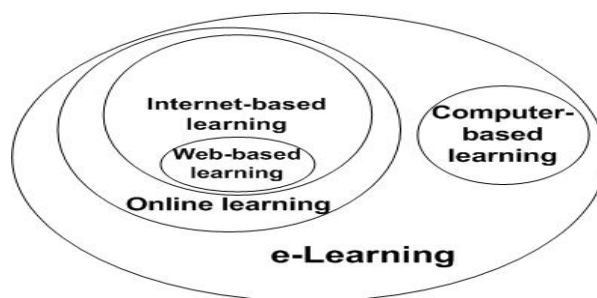 Internet-based
learning
Web-based
learning
Online learning
Computer-
based
learning
e-Learning